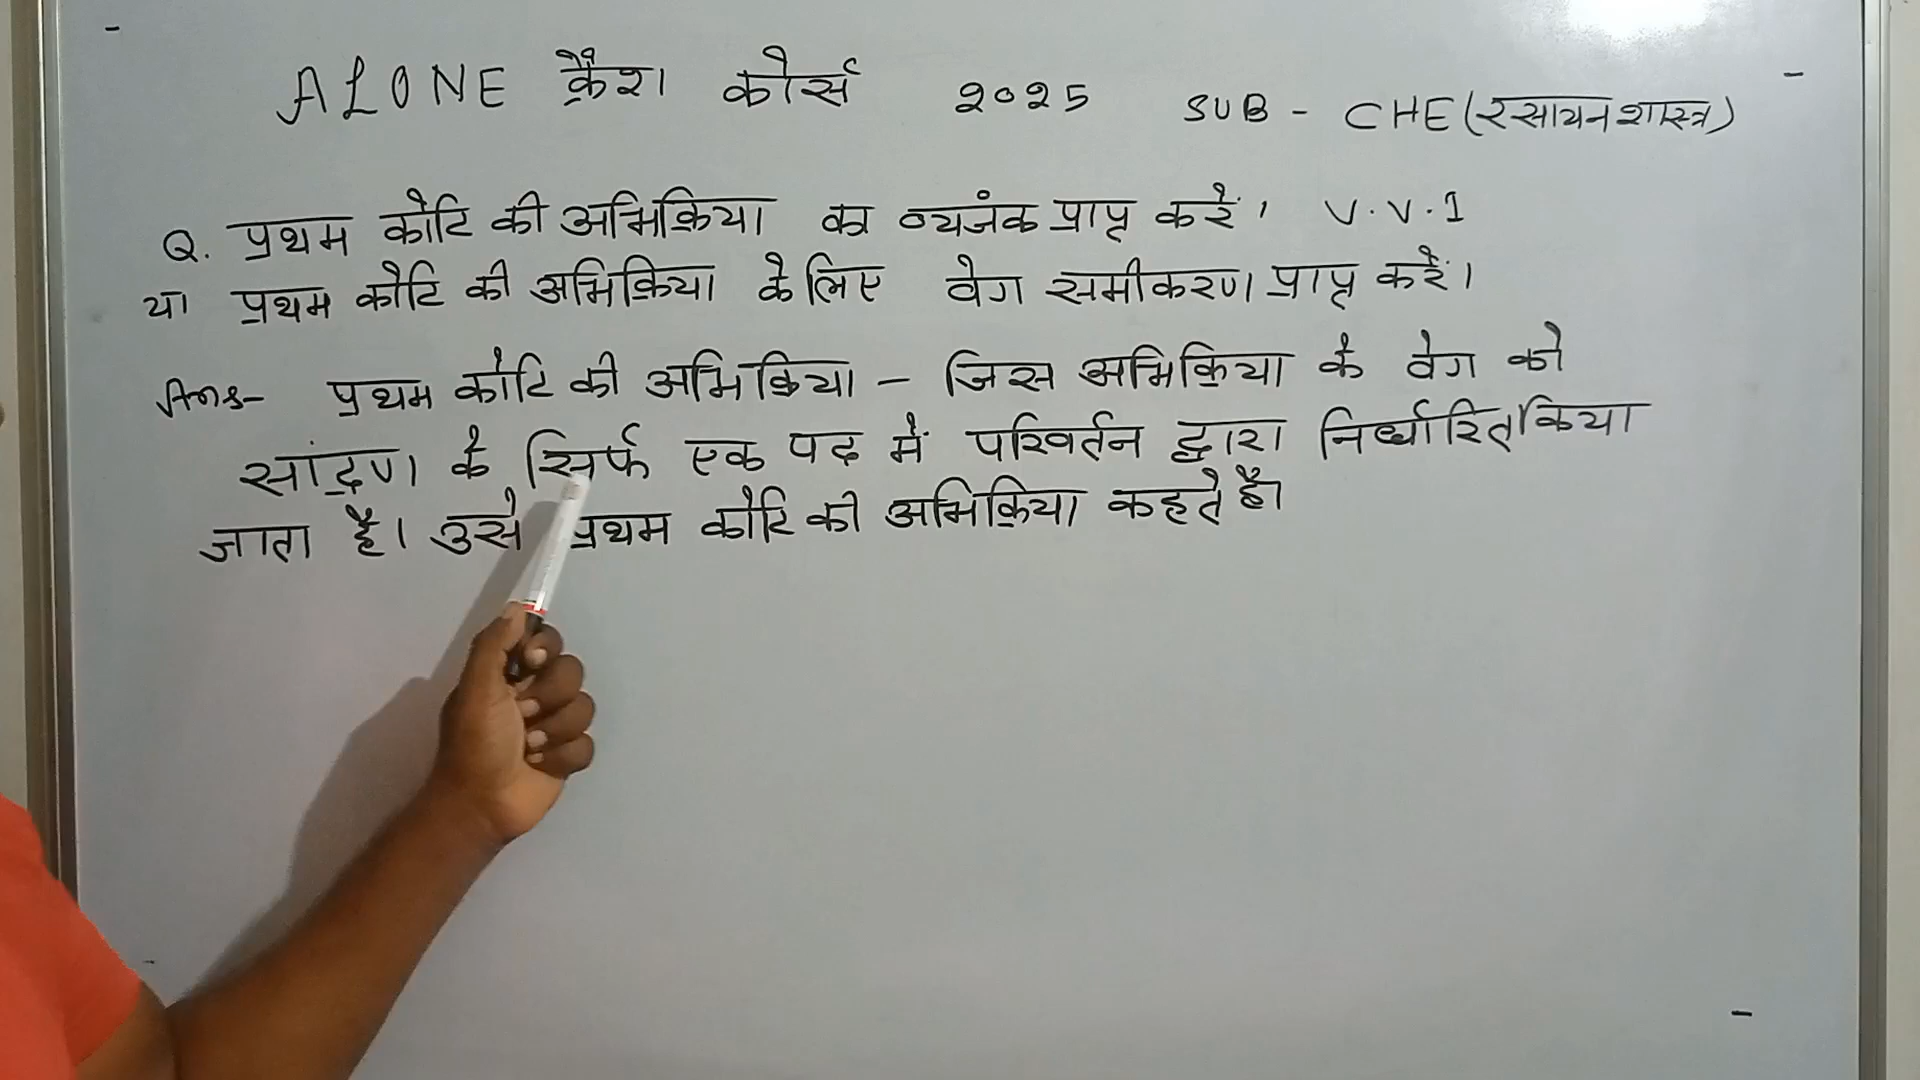 ALONE क्रैश कोर्स 2025 SUB - CHE (रसायनशास्त्र)
Q. प्रथम कोटि की अभिक्रिया का व्यजंक प्राप्त करें। V.V.I
या प्रथम कोटि की अभिक्रिया के लिए वेग समीकरण प्राप्त करें।
Ans- प्रथम कोटि की अभिक्रिया - जिस अभिक्रिया के वेग को
सांद्रण के सिर्फ एक पद में परिवर्तन द्वारा निर्धारित किया
जाता है। उसे प्रथम कोटि की अभिक्रिया कहते है।